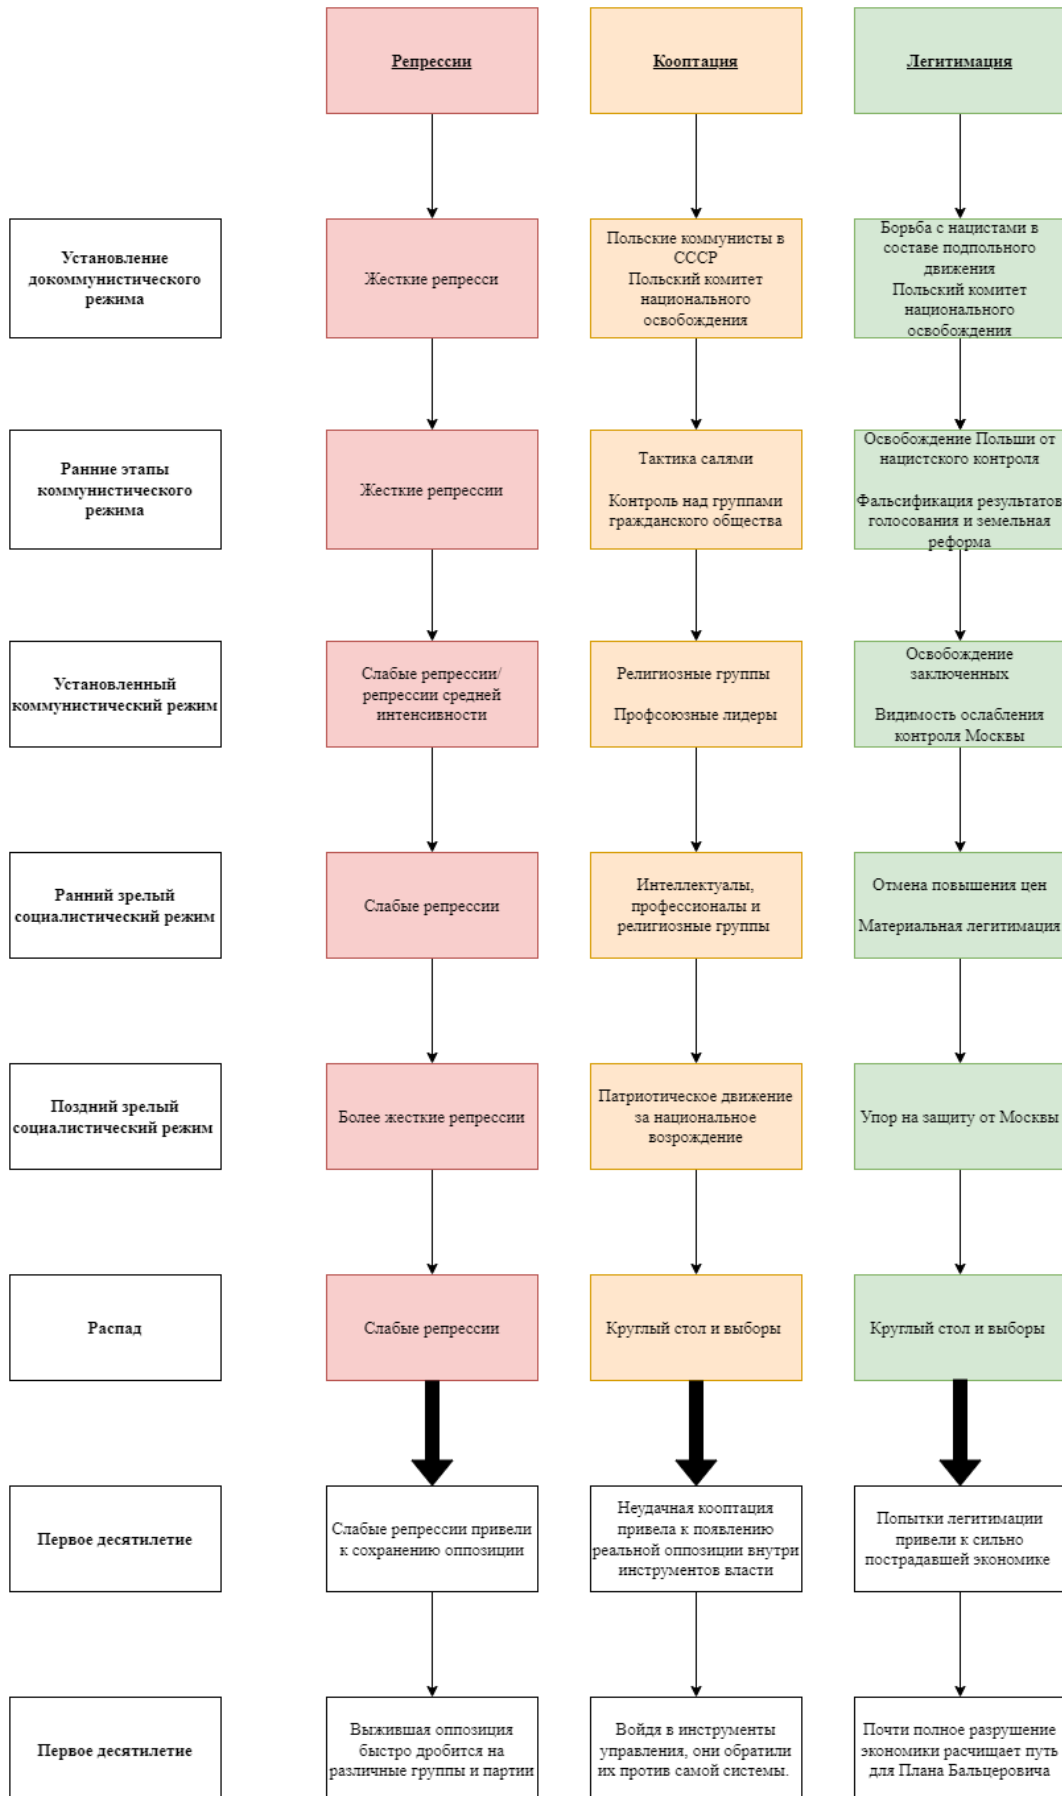 Репрессии
Кооптация
Легитимация
Установление
докоммунистического
режима
Жесткие репресси
Польские коммунисты в
СССР
Польский комитет
национального
освобождения
Борьба с нацистами в
составе подпольного
движения
Польский комитет
национального
освобождения
Ранние этапы
коммунистического
режима
Жесткие репрессии
Тактика салями
Контроль над группами
гражданского общества
Освобождение Польши от
нацистского контроля
Фальсификация результатов
голосования и земельная
реформа
Установленный
коммунистический режим
Слабые репрессии/
репрессии средней
интенсивности
Религиозные группы
Профсоюзные лидеры
Освобождение
заключенных
Видимость ослабления
контроля Москвы
Ранний зрелый
социалистический режим
Слабые репрессии
Интеллектуалы,
профессионалы и
религиозные группы
Отмена повышения цен
Материальная легитимация
Поздний зрелый
социалистический режим
Более жесткие репрессии
Патриотическое движение
за национальное
возрождение
Упор на защиту от Москвы
Распад
Слабые репрессии
Круглый стол и выборы
Круглый стол и выборы
Первое десятилетие
Слабые репрессии привели
к сохранению оппозиции
Неудачная кооптация
привела к появлению
реальной оппозиции внутри
инструментов власти
Попытки легитимации
привели к сильно
пострадавшей экономике
Первое десятилетие
Выжившая оппозиция
быстро дробится на
различные группы и партии
Войдя в инструменты
управления, они обратили
их против самой системы.
Почти полное разрушение
экономики расчищает путь
для Плана Бальцеровича